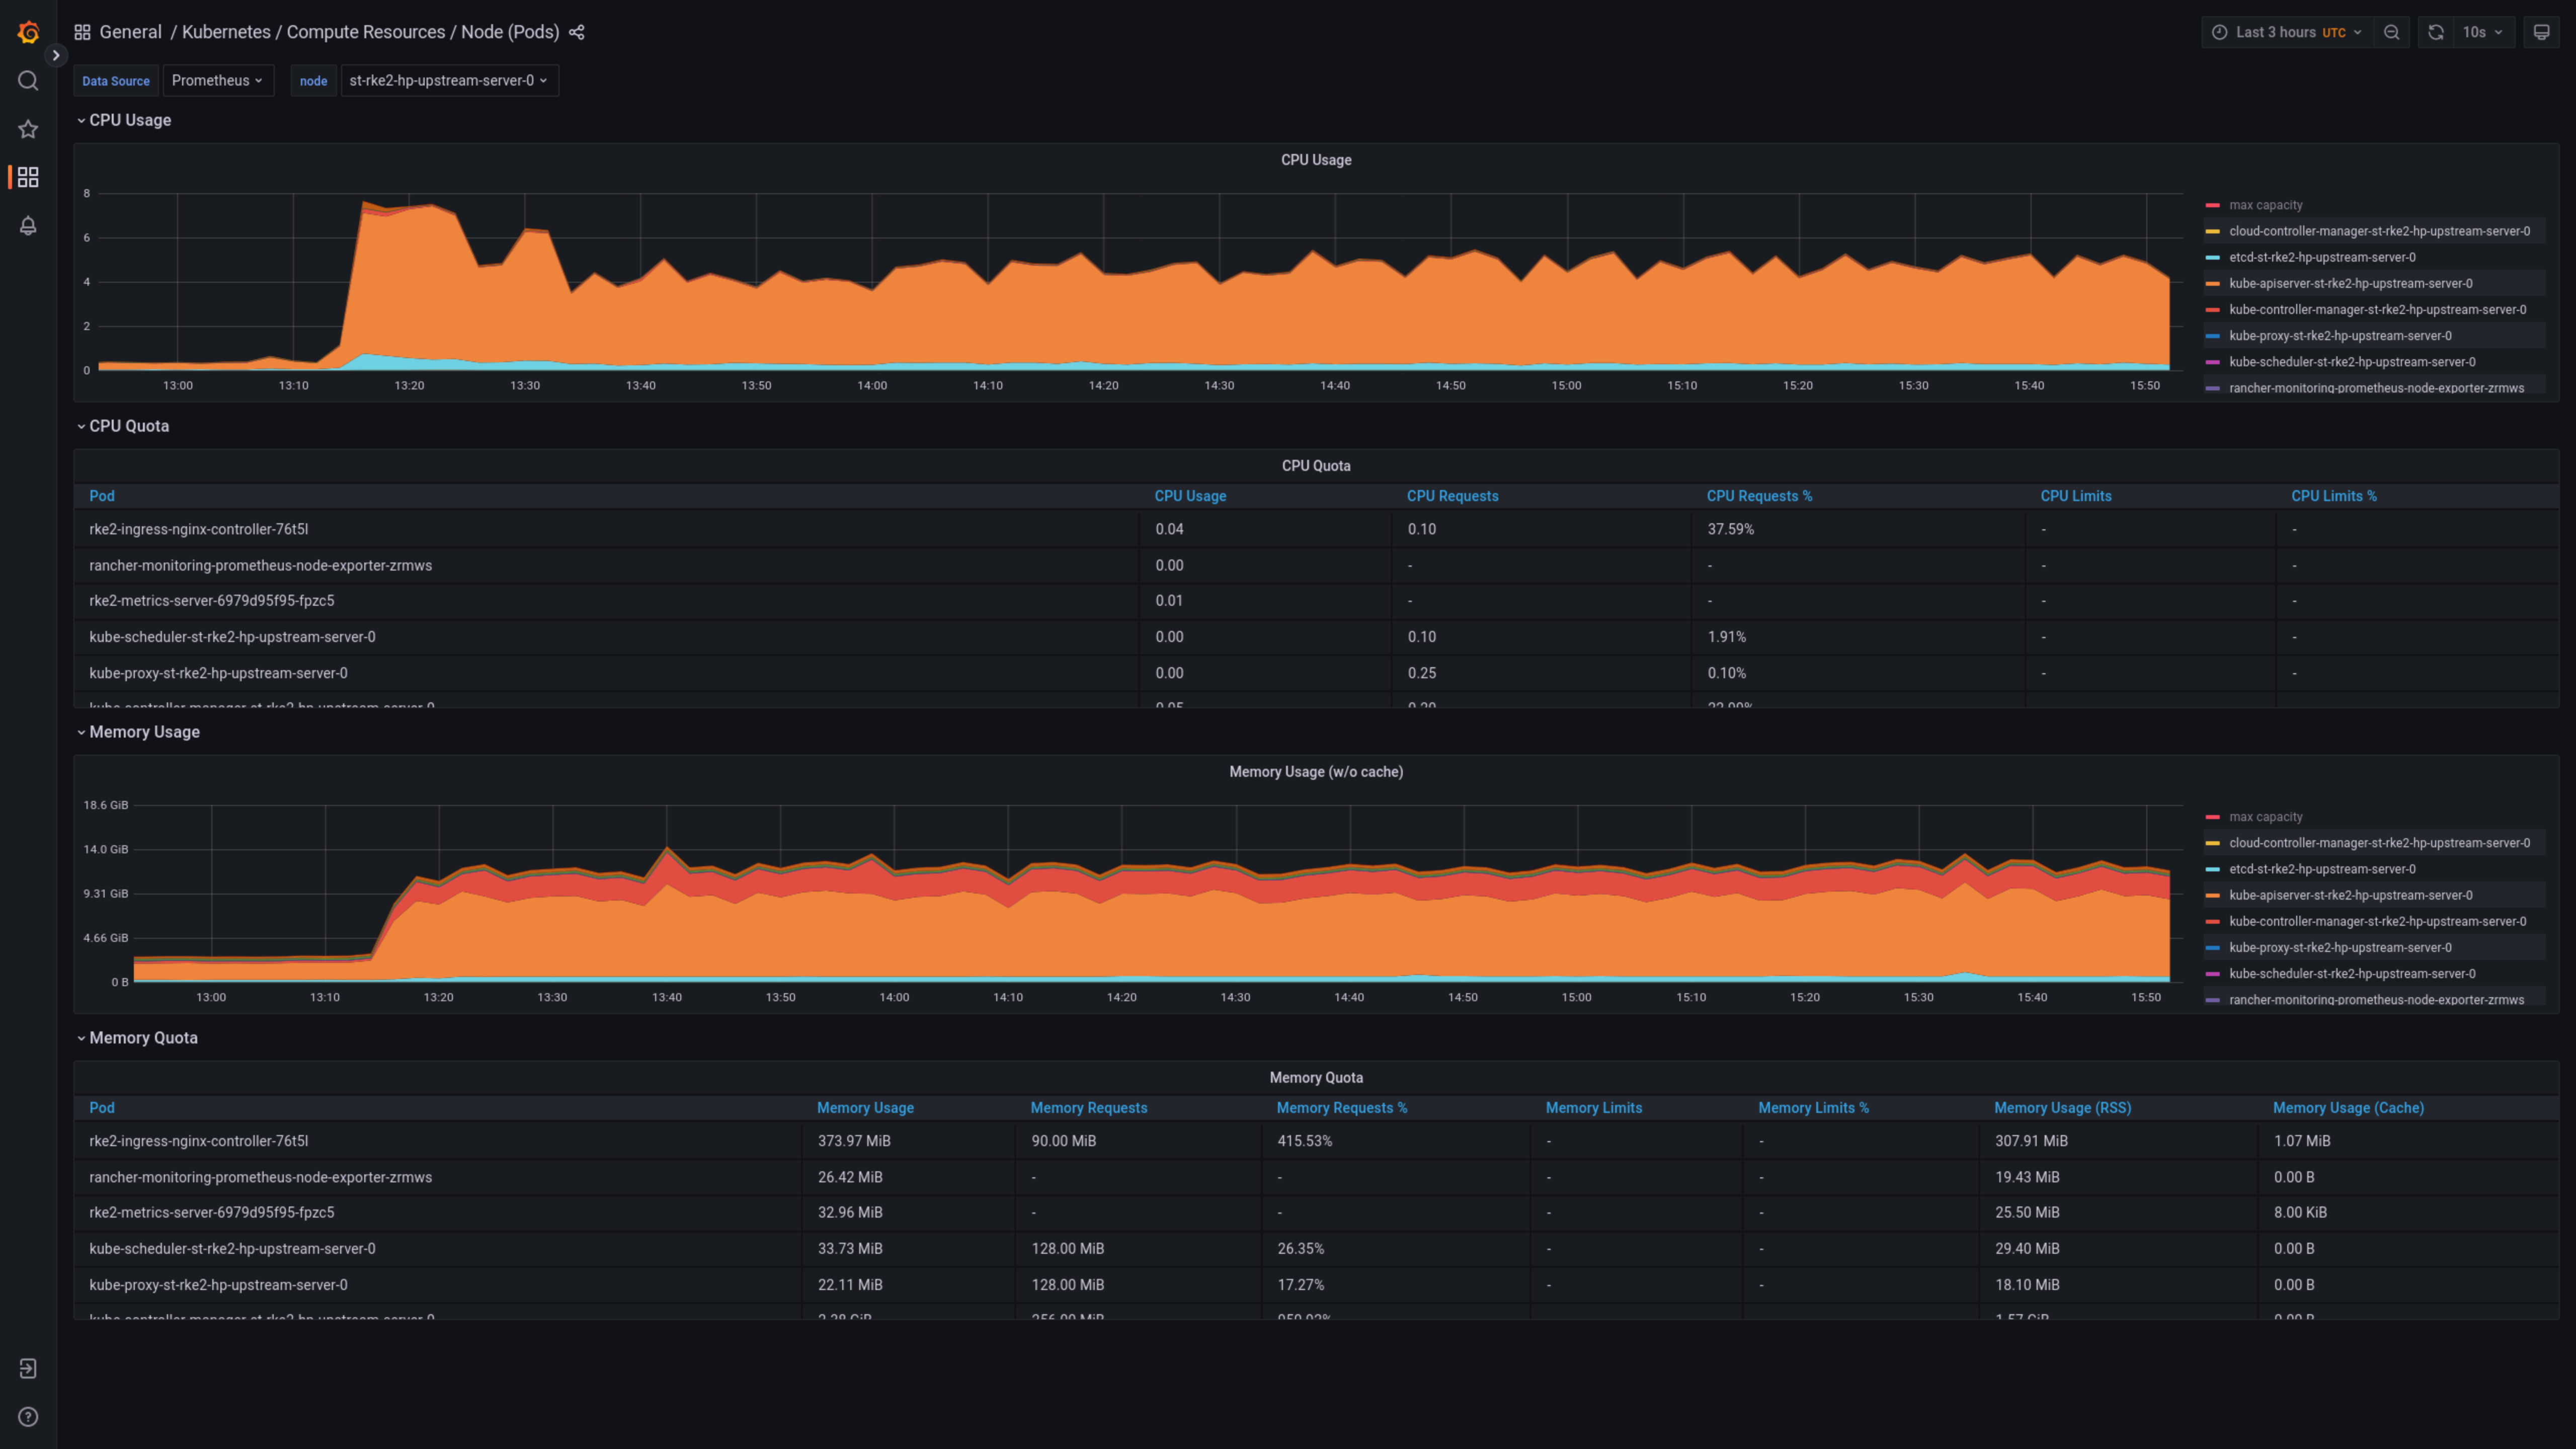 General / Kubernetes / Compute Resources / Node (Pods)
Last 3 hours UTC
10s
Data Source
Prometheus
node
st-rke2-hp-upstream-server-0
CPU Usage
CPU Usage
8
6
4
2
0
13:00 13:10 13:20 13:30 13:40 13:50 14:00 14:10 14:20 14:30 14:40 14:50 15:00 15:10 15:20 15:30 15:40 15:50
max capacity
cloud-controller-manager-st-rke2-hp-upstream-server-0
etcd-st-rke2-hp-upstream-server-0
kube-apiserver-st-rke2-hp-upstream-server-0
kube-controller-manager-st-rke2-hp-upstream-server-0
kube-proxy-st-rke2-hp-upstream-server-0
kube-scheduler-st-rke2-hp-upstream-server-0
rancher-monitoring-prometheus-node-exporter-zrmws
CPU Quota
CPU Quota
Pod CPU Usage CPU Requests CPU Requests % CPU Limits CPU Limits %
rke2-ingress-nginx-controller-76t5l 0.04 0.10 37.59% - -
rancher-monitoring-prometheus-node-exporter-zrmws 0.00 - - - -
rke2-metrics-server-6979d95f95-fpzc5 0.01 - - - -
kube-scheduler-st-rke2-hp-upstream-server-0 0.00 0.10 1.91% - -
kube-proxy-st-rke2-hp-upstream-server-0 0.00 0.25 0.10% - -
kube-controller-manager-st-rke2-hp-upstream-server-0
Memory Usage
Memory Usage (w/o cache)
18.6 GiB
14.0 GiB
9.31 GiB
4.66 GiB
0 B
13:00 13:10 13:20 13:30 13:40 13:50 14:00 14:10 14:20 14:30 14:40 14:50 15:00 15:10 15:20 15:30 15:40 15:50
max capacity
cloud-controller-manager-st-rke2-hp-upstream-server-0
etcd-st-rke2-hp-upstream-server-0
kube-apiserver-st-rke2-hp-upstream-server-0
kube-controller-manager-st-rke2-hp-upstream-server-0
kube-proxy-st-rke2-hp-upstream-server-0
kube-scheduler-st-rke2-hp-upstream-server-0
rancher-monitoring-prometheus-node-exporter-zrmws
Memory Quota
Memory Quota
Pod Memory Usage Memory Requests Memory Requests % Memory Limits Memory Limits % Memory Usage (RSS) Memory Usage (Cache)
rke2-ingress-nginx-controller-76t5l 373.97 MiB 90.00 MiB 415.53% - - 307.91 MiB 1.07 MiB
rancher-monitoring-prometheus-node-exporter-zrmws 26.42 MiB - - - - 19.43 MiB 0.00 B
rke2-metrics-server-6979d95f95-fpzc5 32.96 MiB - - - - 25.50 MiB 8.00 KiB
kube-scheduler-st-rke2-hp-upstream-server-0 33.73 MiB 128.00 MiB 26.35% - - 29.40 MiB 0.00 B
kube-proxy-st-rke2-hp-upstream-server-0 22.11 MiB 128.00 MiB 17.27% - - 18.10 MiB 0.00 B
kube-controller-manager-st-rke2-hp-upstream-server-0